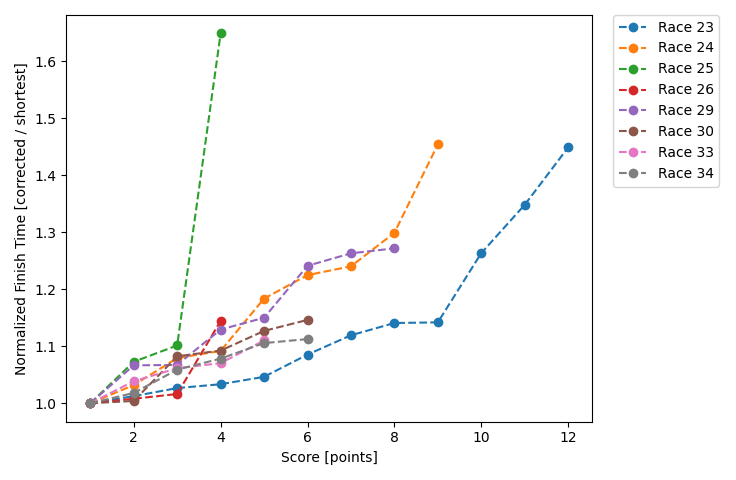 Normalized Finish Time [corrected / shortest]
1.6
1.5
1.4
1.3
1.2
1.1
1.0
2 4 6 8 10 12
Score [points]
Race 23
Race 24
Race 25
Race 26
Race 29
Race 30
Race 33
Race 34